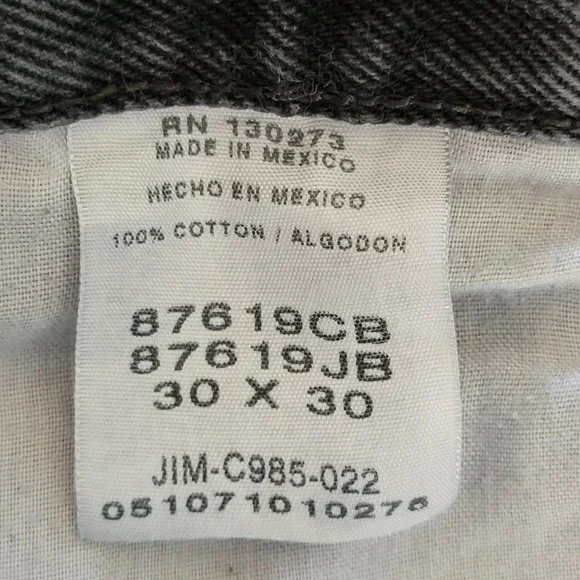 RN 130273
MADE IN MEXICO
HECHO EN MEXICO
100% COTTON / ALGODON
87619CB
87619JB
30 X 30
JIM-C985-022
051071010276